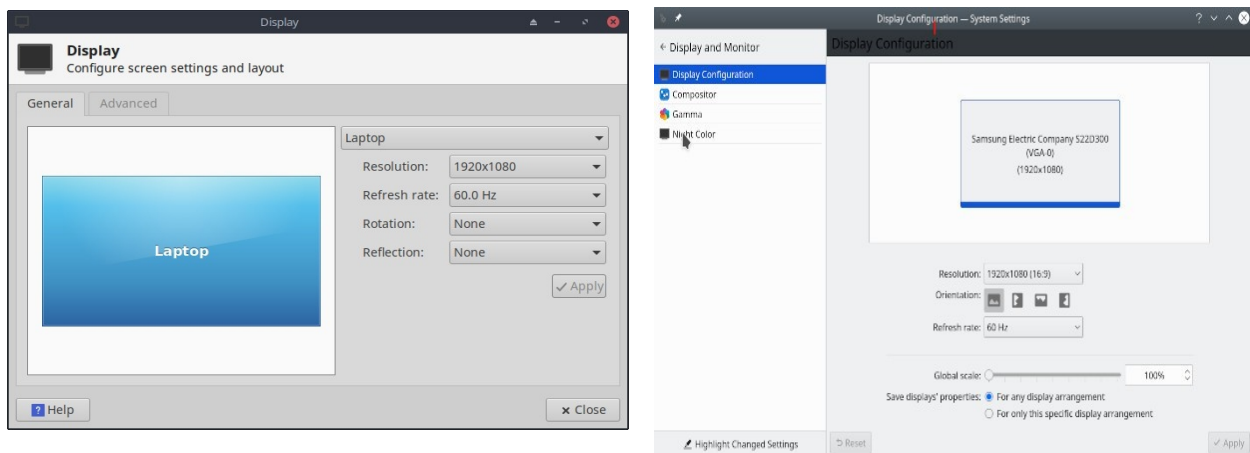 Display
Display
Configure screen settings and layout
General
Advanced
Laptop
Laptop
Resolution: 1920x1080
Refresh rate: 60.0 Hz
Rotation: None
Reflection: None
Apply
Help
Close
Display Configuration — System Settings
Display and Monitor
Display Configuration
Compositor
Gamma
Night Color
Highlight Changed Settings
Display Configuration
Samsung Electric Company S22D300
(VGA-0)
(1920x1080)
Resolution: 1920x1080 (16:9)
Orientation:
Refresh rate: 60 Hz
Global scale: 100%
Save displays' properties: For any display arrangement
For only this specific display arrangement
Reset
Apply